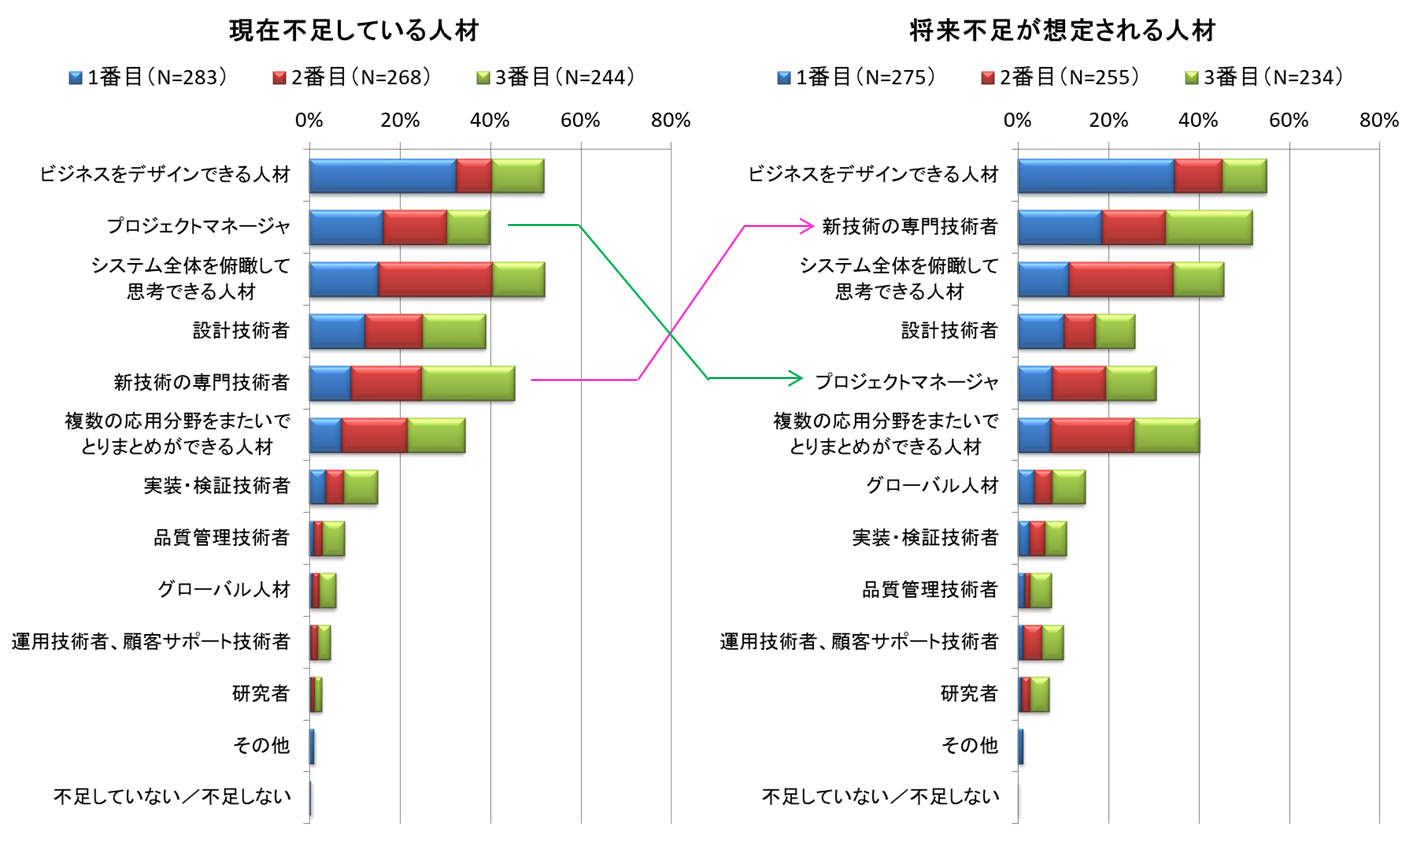 現在不足している人材
1番目（N=283）
2番目（N=268）
3番目（N=244）
0% 20% 40% 60% 80%
ビジネスをデザインできる人材
プロジェクトマネージャ
システム全体を俯瞰して
思考できる人材
設計技術者
新技術の専門技術者
複数の応用分野をまたいで
とりまとめができる人材
実装・検証技術者
品質管理技術者
グローバル人材
運用技術者、顧客サポート技術者
研究者
その他
不足していない／不足しない
将来不足が想定される人材
1番目（N=275）
2番目（N=255）
3番目（N=234）
0% 20% 40% 60% 80%
ビジネスをデザインできる人材
新技術の専門技術者
システム全体を俯瞰して
思考できる人材
設計技術者
プロジェクトマネージャ
複数の応用分野をまたいで
とりまとめができる人材
グローバル人材
実装・検証技術者
品質管理技術者
運用技術者、顧客サポート技術者
研究者
その他
不足していない／不足しない